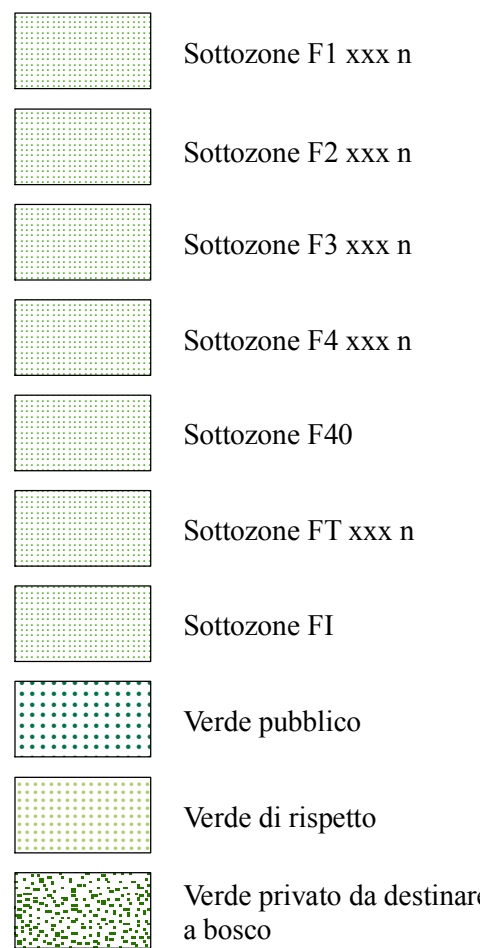 Sottozone F1 xxx n
Sottozone F2 xxx n
Sottozone F3 xxx n
Sottozone F4 xxx n
Sottozone F40
Sottozone FT xxx n
Sottozone FI
Verde pubblico
Verde di rispetto
Verde privato da destinare
a bosco